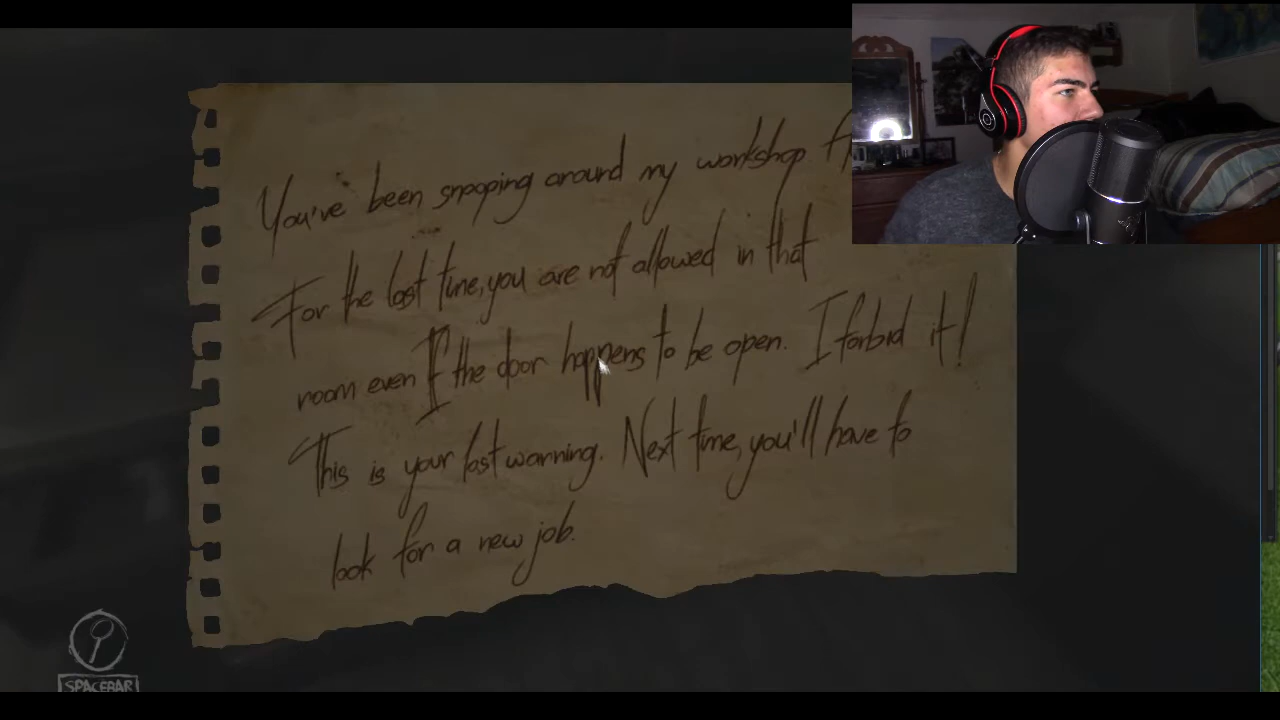 You've been snooping around my workshop
For the last time, you are not allowed in that
room even If the door happens to be open. I forbid it!
This is your last warning. Next time, you'll have to
look for a new job.
SPACEBAR